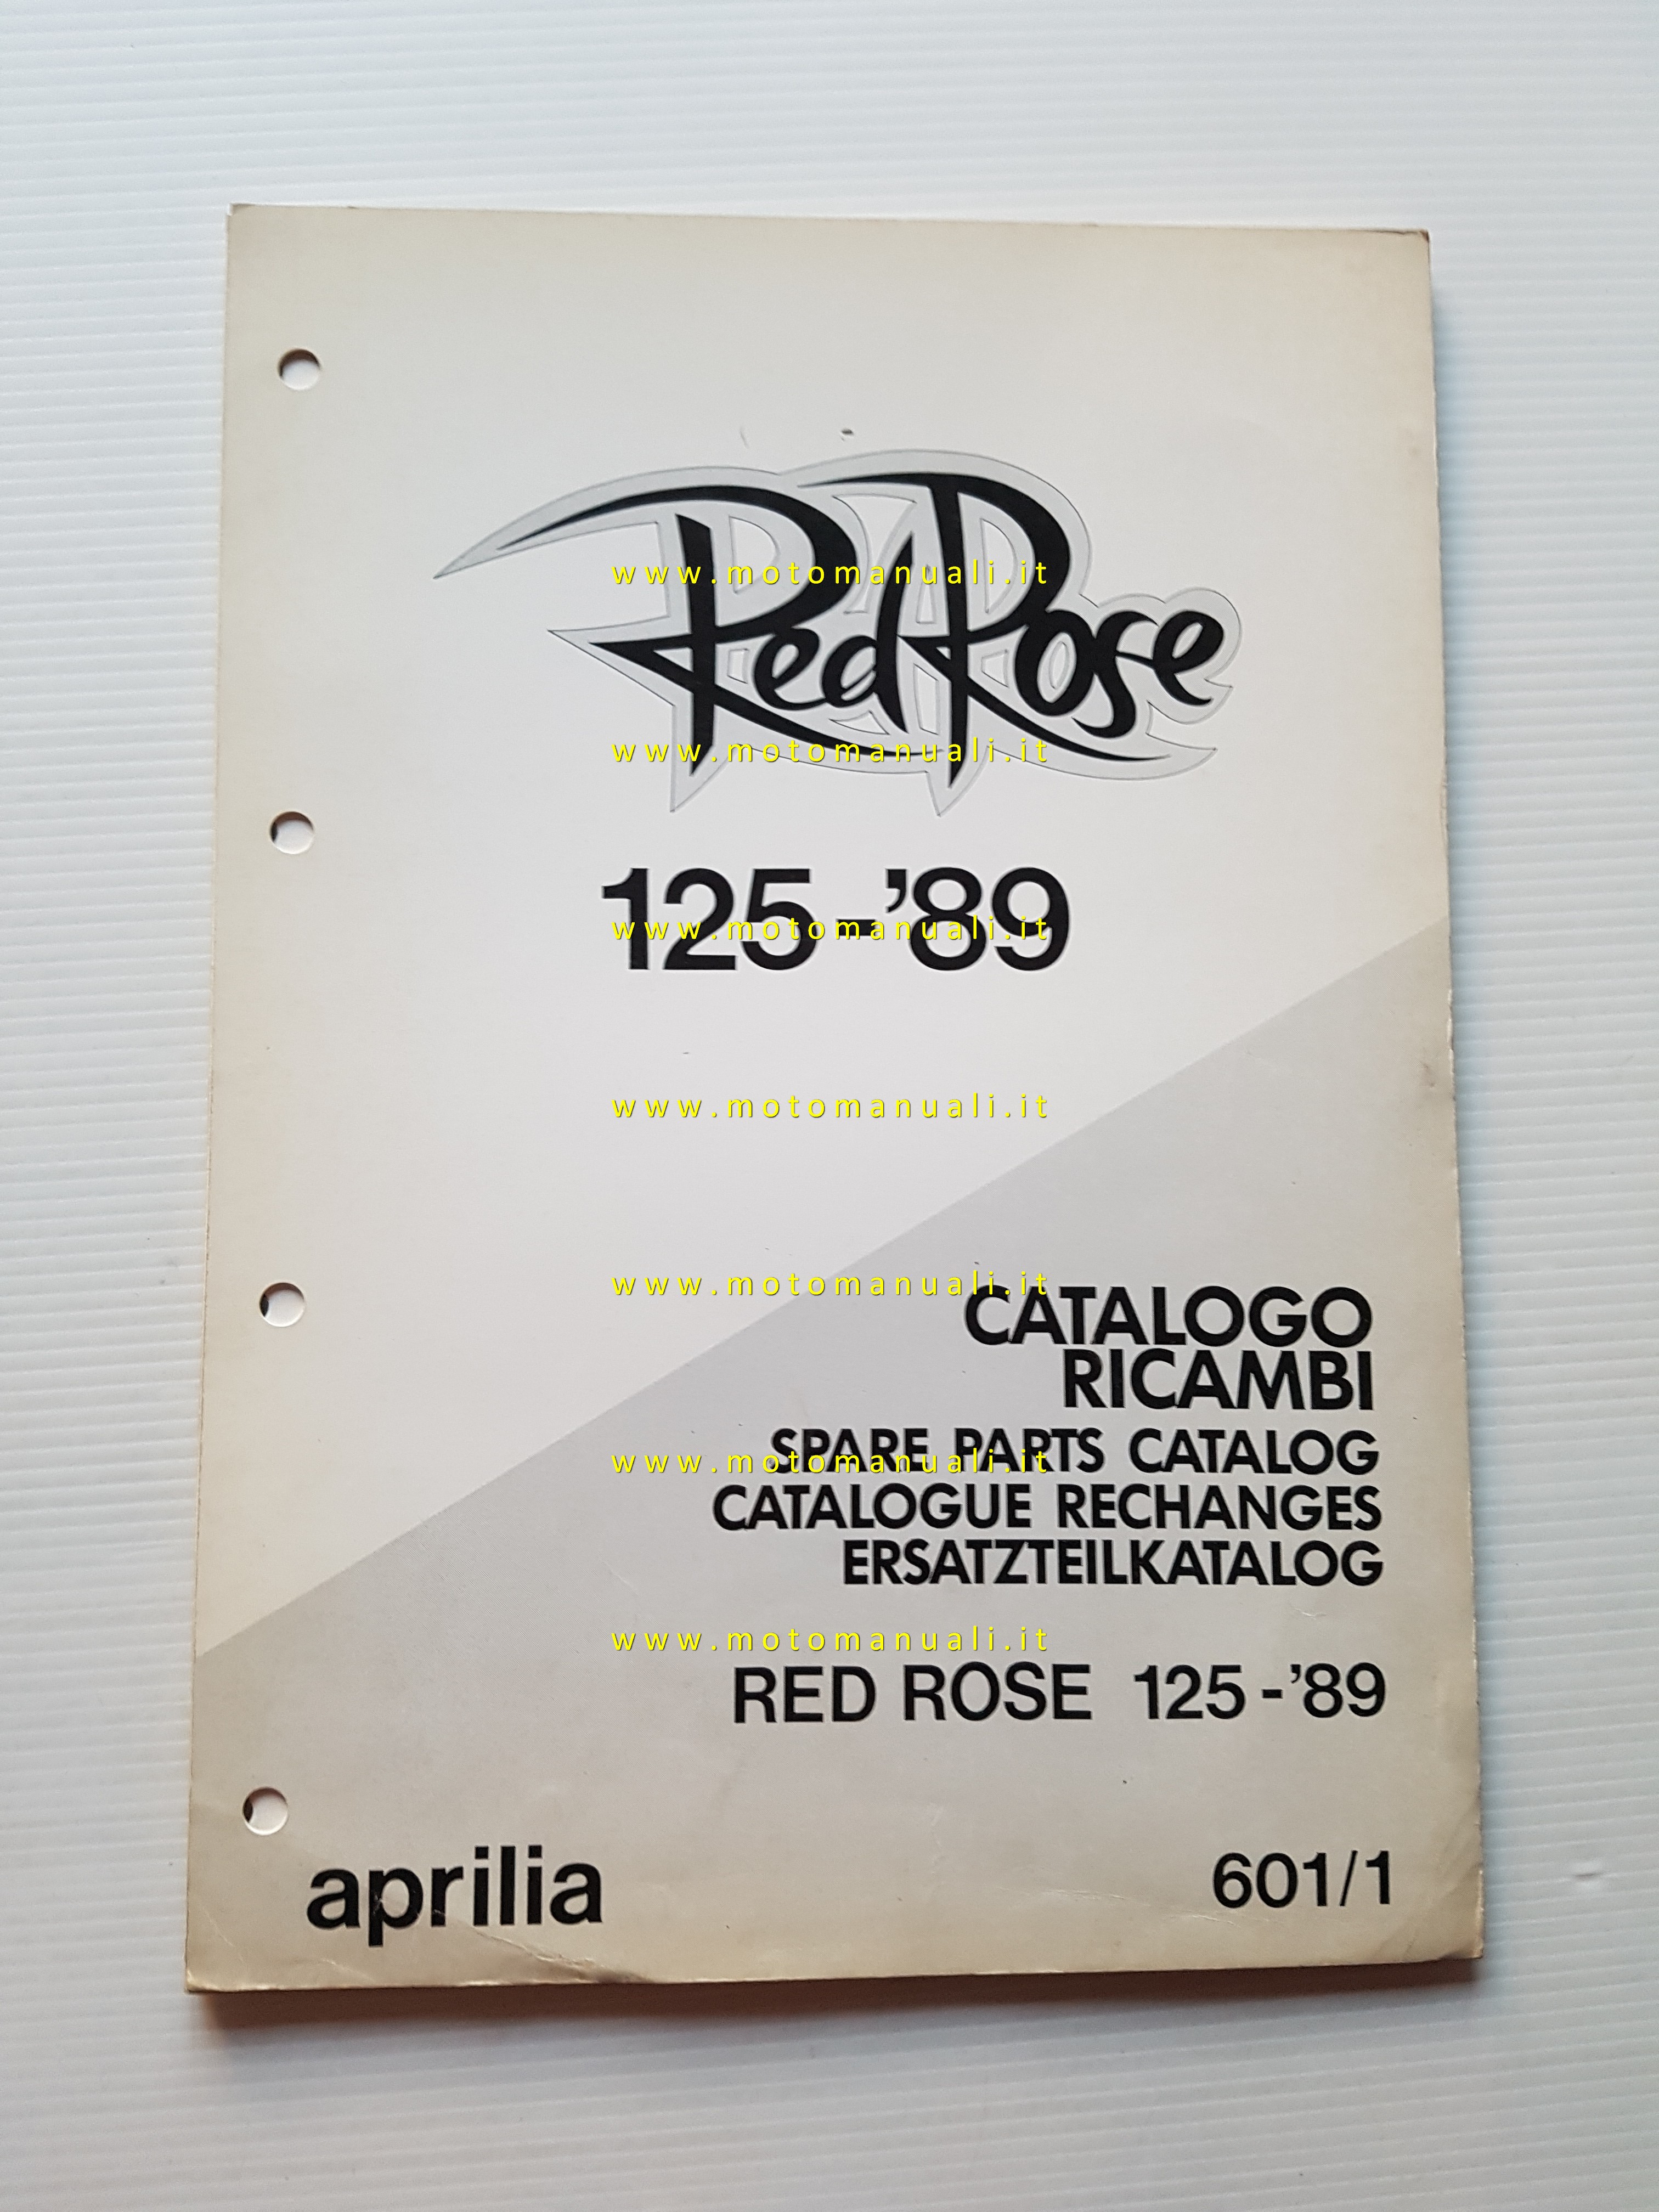 Red Rose
www.motomanuali.it
www.motomanuali.it
125-'89
www.motomanuali.it
www.motomanuali.it
www.motomanuali.it
CATALOGO
RICAMBI
SPARE PARTS CATALOG
www.motomanuali.it
CATALOGUE RECHANGES
ERSATZTEILKATALOG
www.motomanuali.it
RED ROSE 125-'89
aprilia
601/1